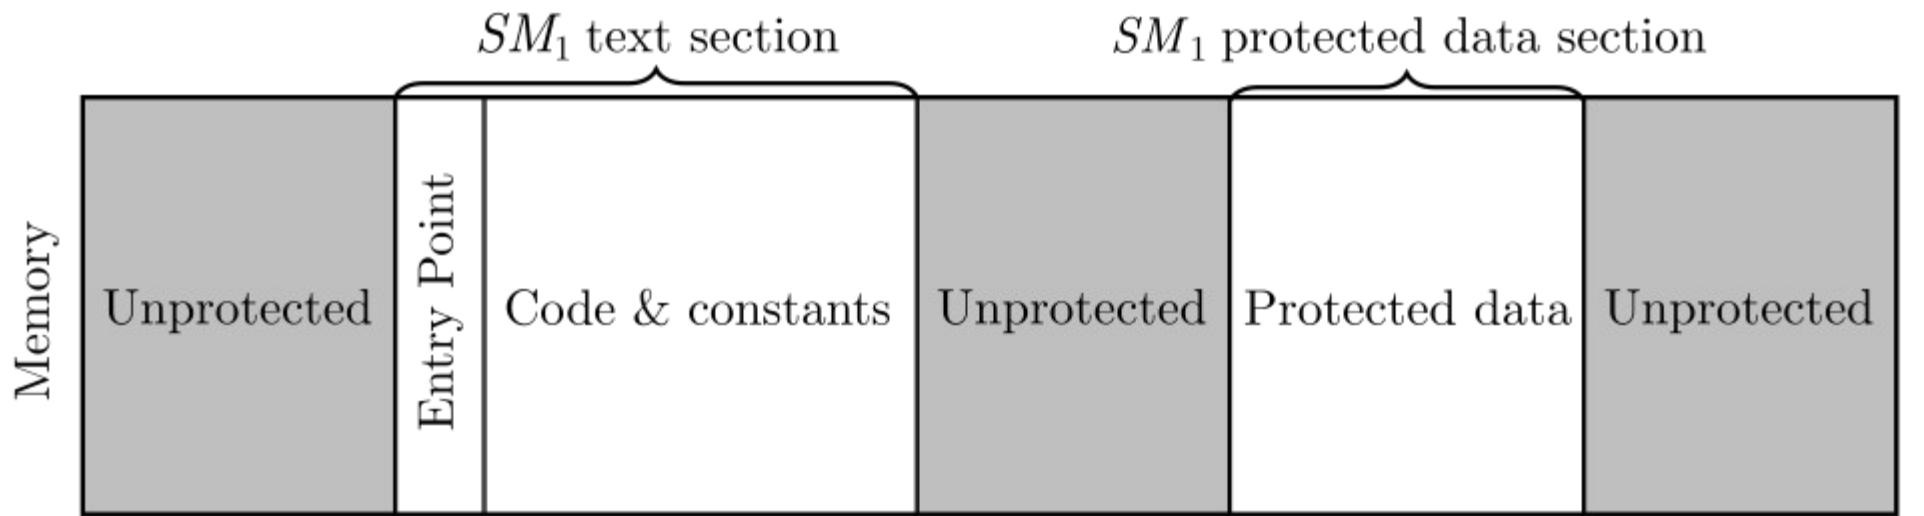 SM₁ text section
SM₁ protected data section
Memory
Unprotected
Entry Point
Code & constants
Unprotected
Protected data
Unprotected